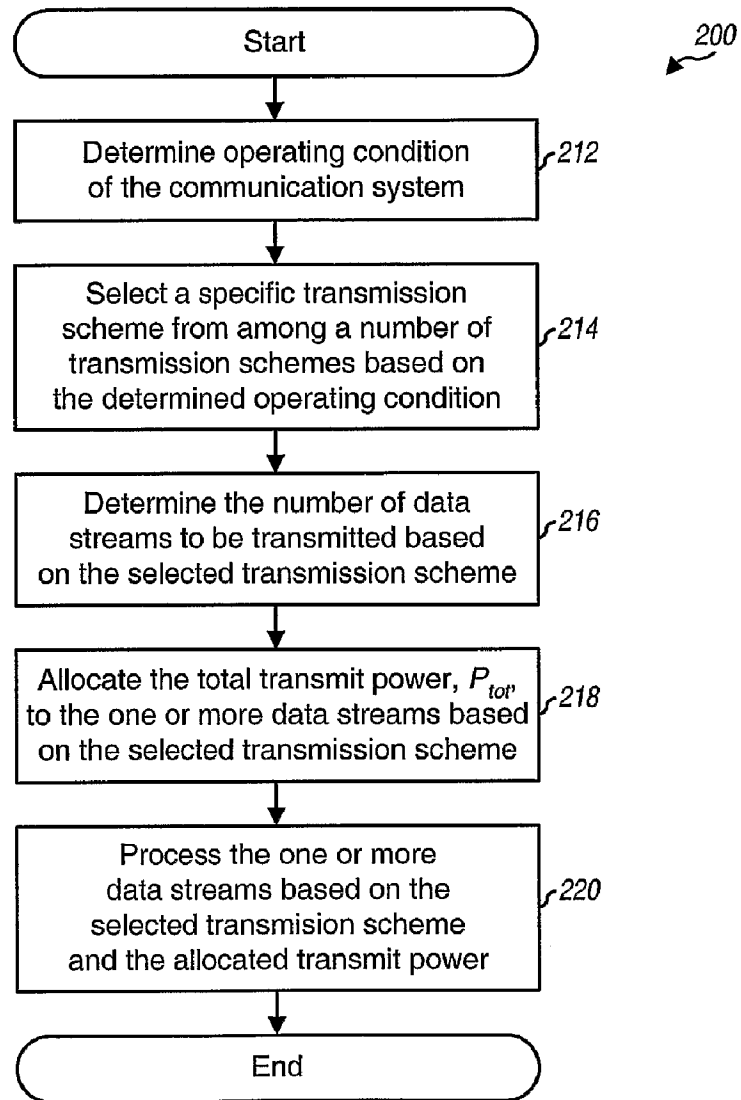 Start
200
Determine operating condition
of the communication system
212
Select a specific transmission
scheme from among a number of
transmission schemes based on
the determined operating condition
214
Determine the number of data
streams to be transmitted based
on the selected transmission scheme
216
Allocate the total transmit power, P_tot,
to the one or more data streams based
on the selected transmission scheme
218
Process the one or more
data streams based on the
selected transmision scheme
and the allocated transmit power
220
End